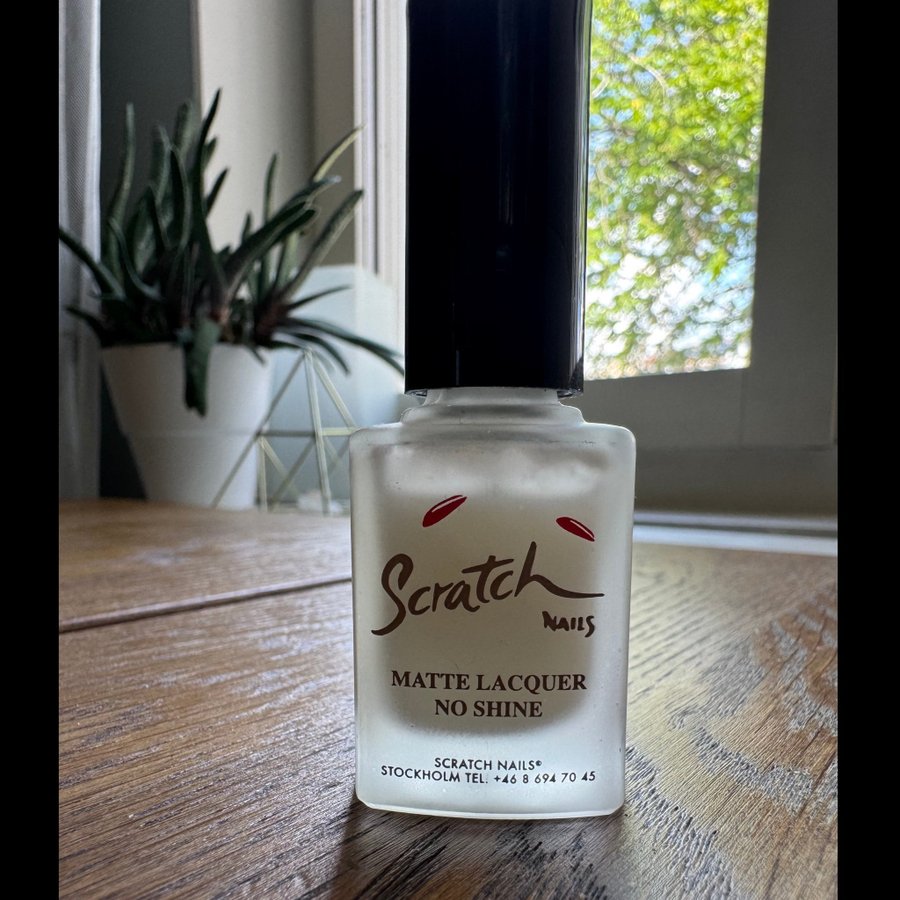 Scratch
NAILS
MATTE LACQUER
NO SHINE
SCRATCH NAILS®
STOCKHOLM TEL. +46 8 694 70 45